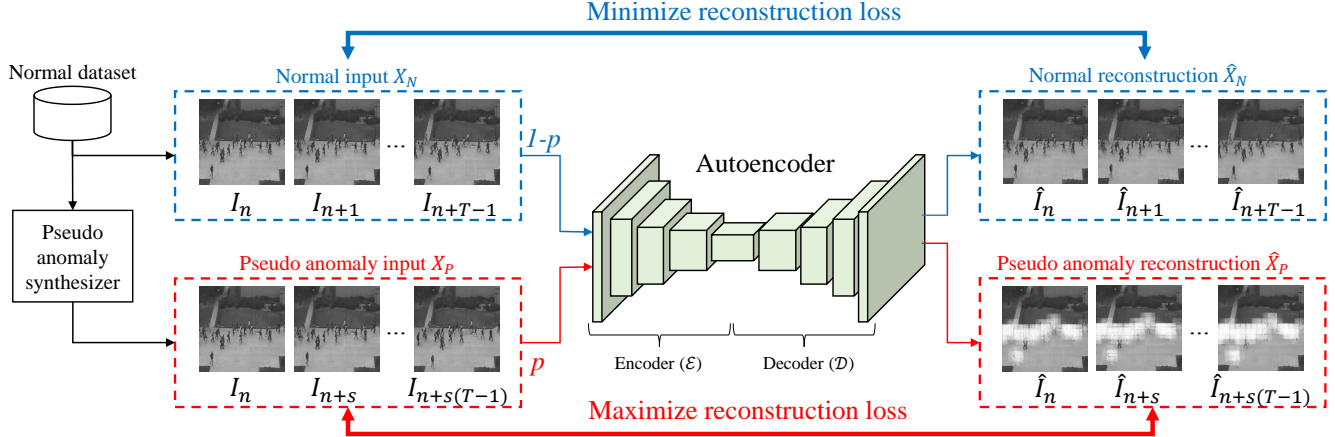 Minimize reconstruction loss
Normal dataset
Normal input X_N
Normal reconstruction X̂_N
...
...
1-p
Autoencoder
I_n
I_{n+1}
I_{n+T-1}
Î_n
Î_{n+1}
Î_{n+T-1}
Pseudo
anomaly
synthesizer
Pseudo anomaly input X_P
Pseudo anomaly reconstruction X̂_P
...
...
p
Encoder (ℰ)
Decoder (𝒟)
I_n
I_{n+s}
I_{n+s(T-1)}
Î_n
Î_{n+s}
Î_{n+s(T-1)}
Maximize reconstruction loss